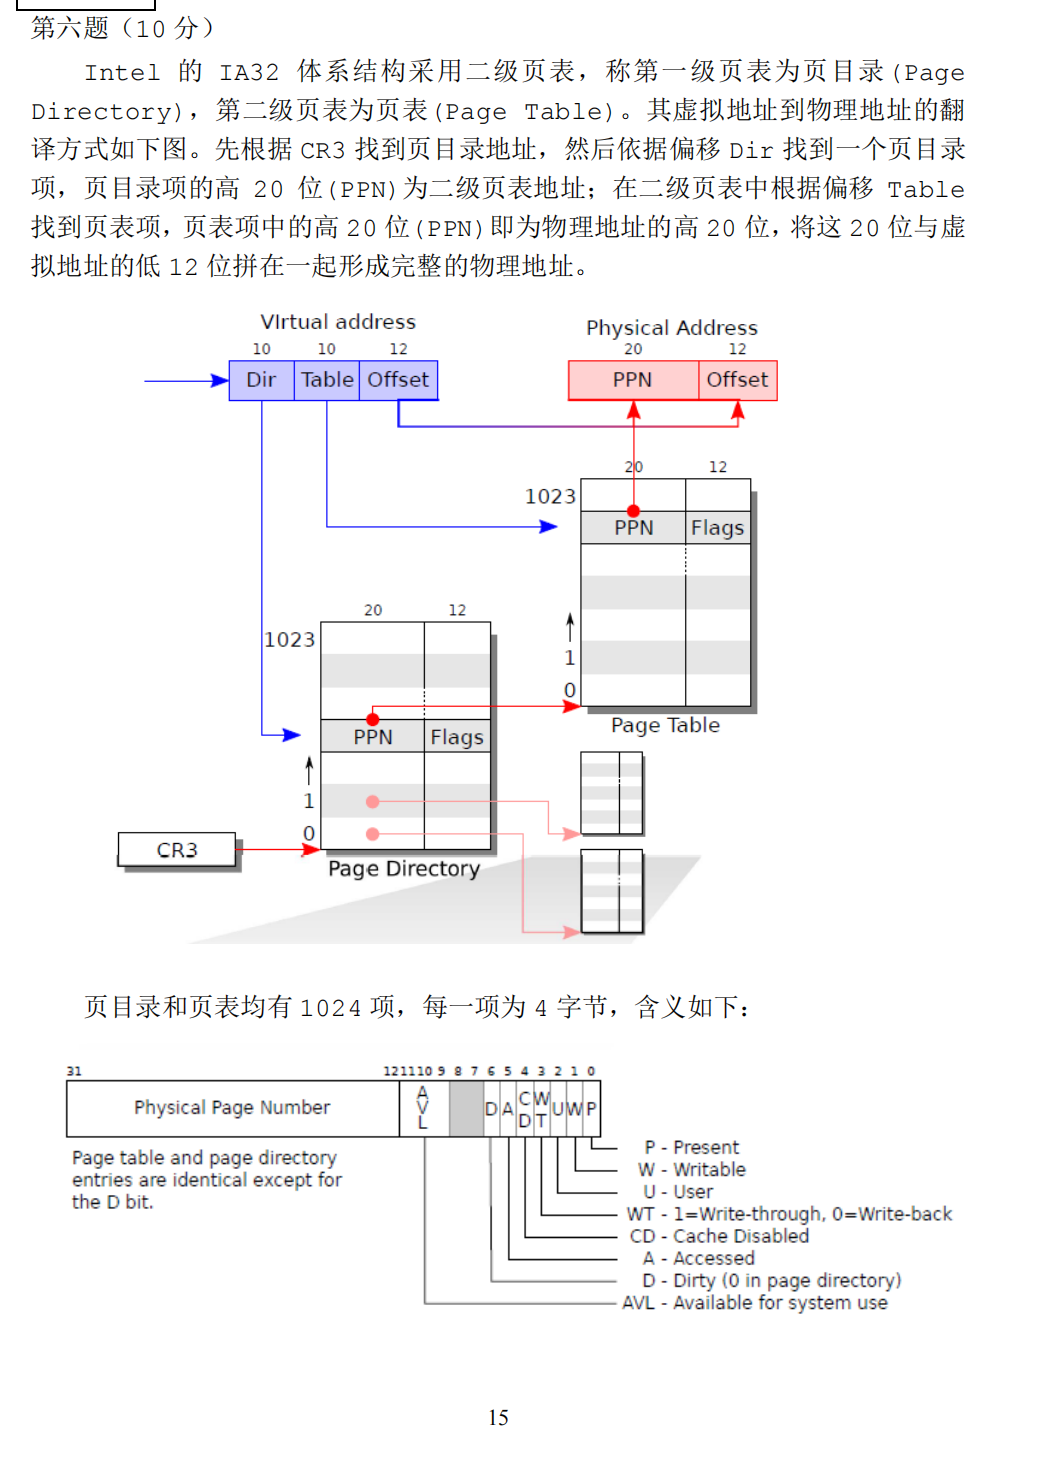 第六题（10 分）
Intel 的 IA32 体系结构采用二级页表，称第一级页表为页目录(Page
Directory)，第二级页表为页表(Page Table)。其虚拟地址到物理地址的翻
译方式如下图。先根据 CR3 找到页目录地址，然后依据偏移 Dir 找到一个页目录
项，页目录项的高 20 位(PPN)为二级页表地址；在二级页表中根据偏移 Table
找到页表项，页表项中的高 20 位(PPN)即为物理地址的高 20 位，将这 20 位与虚
拟地址的低 12 位拼在一起形成完整的物理地址。
VIrtual address
10 10 12
Dir Table Offset
Physical Address
20 12
PPN Offset
20 12
1023
PPN Flags
1
0
Page Table
20 12
1023
PPN Flags
1
0
CR3
Page Directory
页目录和页表均有 1024 项，每一项为 4 字节，含义如下：
31 12 11 10 9 8 7 6 5 4 3 2 1 0
Physical Page Number AVL D A CD WT U W P
Page table and page directory
entries are identical except for
the D bit.
P - Present
W - Writable
U - User
WT - 1=Write-through, 0=Write-back
CD - Cache Disabled
A - Accessed
D - Dirty (0 in page directory)
AVL - Available for system use
15